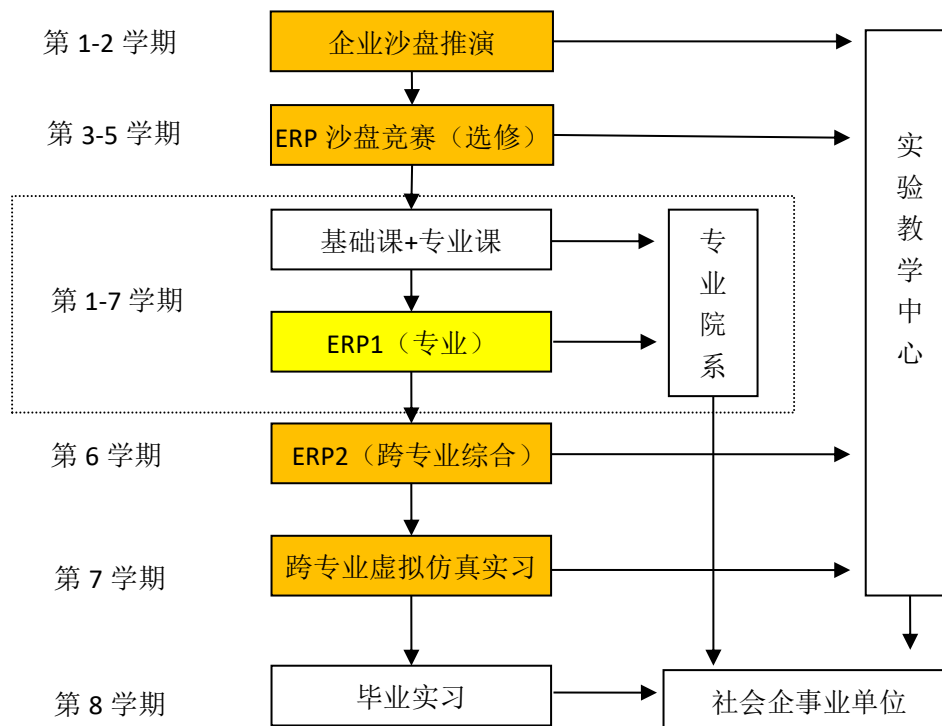 第 1-2 学期
企业沙盘推演
第 3-5 学期
ERP 沙盘竞赛（选修）
实验教学中心
基础课+专业课
专业院系
第 1-7 学期
ERP1（专业）
第 6 学期
ERP2（跨专业综合）
第 7 学期
跨专业虚拟仿真实习
第 8 学期
毕业实习
社会企事业单位